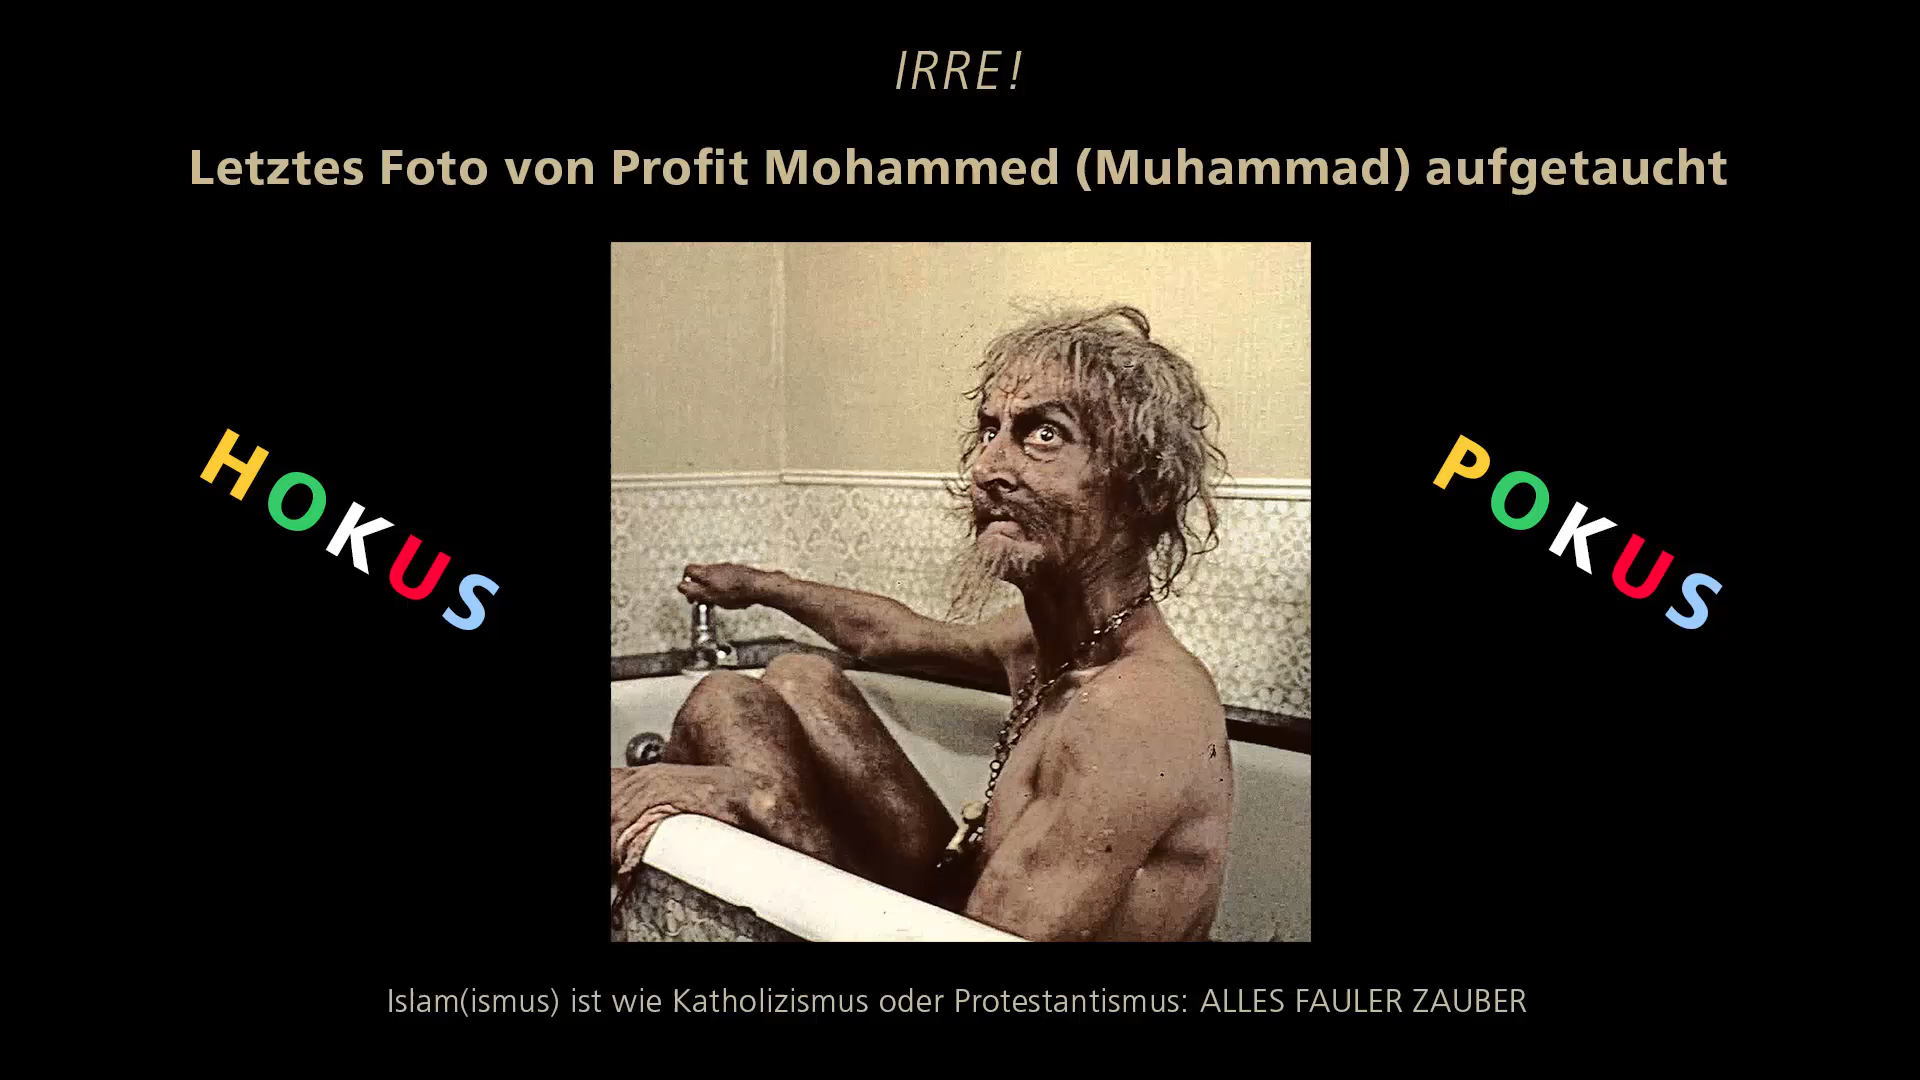 IRRE!
Letztes Foto von Profit Mohammed (Muhammad) aufgetaucht
HOKUS
POKUS
Islam(ismus) ist wie Katholizismus oder Protestantismus: ALLES FAULER ZAUBER